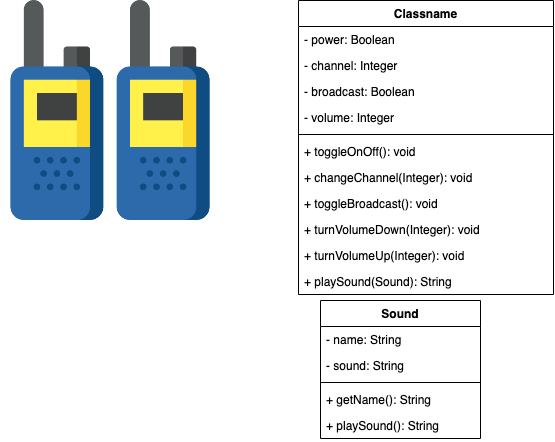 Classname
- power: Boolean
- channel: Integer
- broadcast: Boolean
- volume: Integer
+ toggleOnOff(): void
+ changeChannel(Integer): void
+ toggleBroadcast(): void
+ turnVolumeDown(Integer): void
+ turnVolumeUp(Integer): void
+ playSound(Sound): String
Sound
- name: String
- sound: String
+ getName(): String
+ playSound(): String